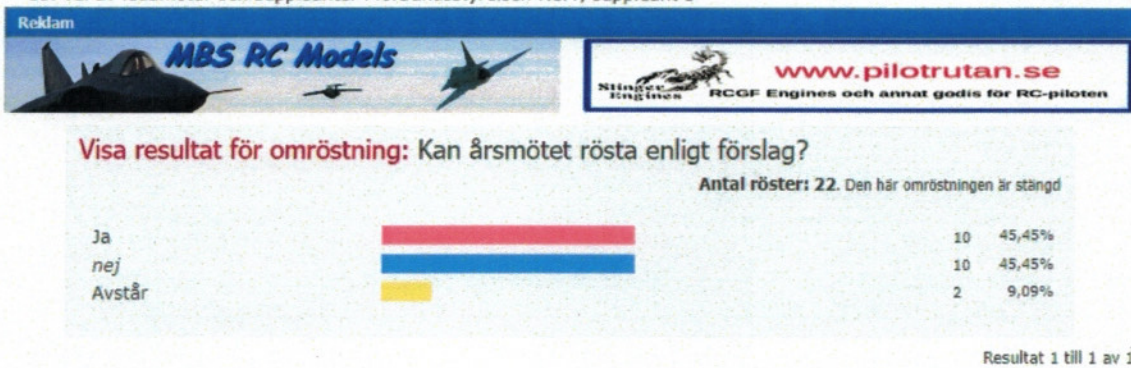 Reklam
MBS RC Models
Stinger Engines
www.pilotrutan.se
RCGF Engines och annat godis för RC-piloten
Visa resultat för omröstning: Kan årsmötet rösta enligt förslag?
Antal röster: 22. Den här omröstningen är stängd
Ja 10 45,45%
nej 10 45,45%
Avstår 2 9,09%
Resultat 1 till 1 av 1